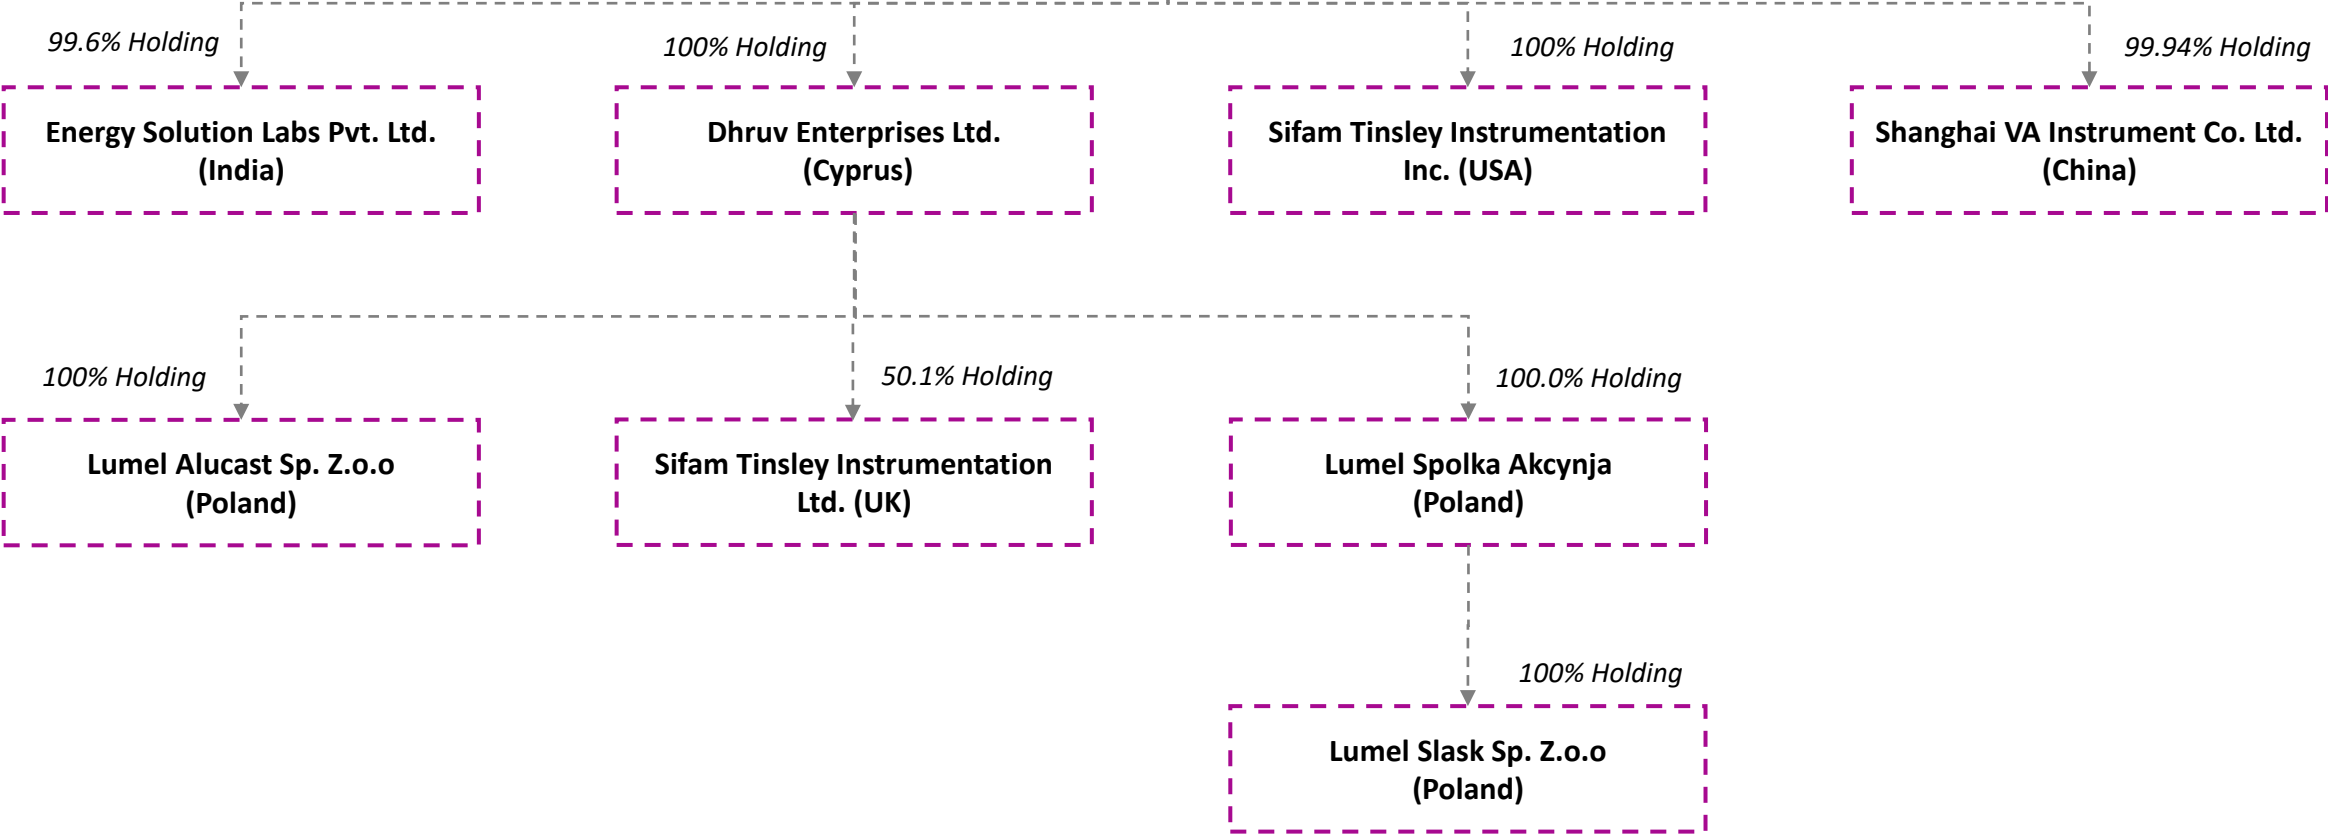 99.6% Holding
100% Holding
100% Holding
99.94% Holding
Energy Solution Labs Pvt. Ltd.
(India)
Dhruv Enterprises Ltd.
(Cyprus)
Sifam Tinsley Instrumentation
Inc. (USA)
Shanghai VA Instrument Co. Ltd.
(China)
100% Holding
50.1% Holding
100.0% Holding
Lumel Alucast Sp. Z.o.o
(Poland)
Sifam Tinsley Instrumentation
Ltd. (UK)
Lumel Spolka Akcynja
(Poland)
100% Holding
Lumel Slask Sp. Z.o.o
(Poland)